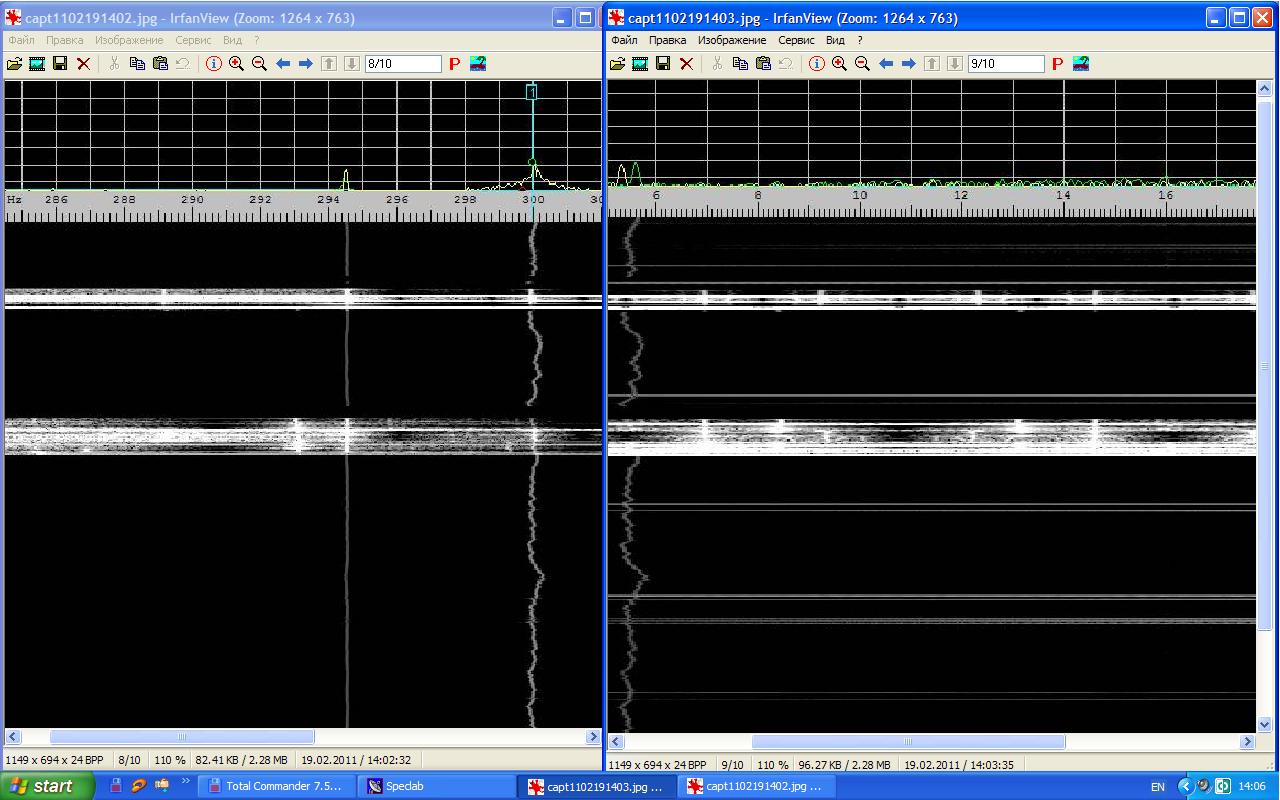 capt1102191402.jpg - IrfanView (Zoom: 1264 x 763)
Файл Правка Изображение Сервис Вид ?
8/10
P
1
Hz 286 288 290 292 294 296 298 300 30
1149 x 694 x 24 BPP 8/10 110 % 82.41 KB / 2.28 MB 19.02.2011 / 14:02:32
capt1102191403.jpg - IrfanView (Zoom: 1264 x 763)
Файл Правка Изображение Сервис Вид ?
9/10
P
6 8 10 12 14 16
1149 x 694 x 24 BPP 9/10 110 % 96.27 KB / 2.28 MB 19.02.2011 / 14:03:35
start Total Commander 7.5... Speclab capt1102191403.jpg ... capt1102191402.jpg ... EN 14:06